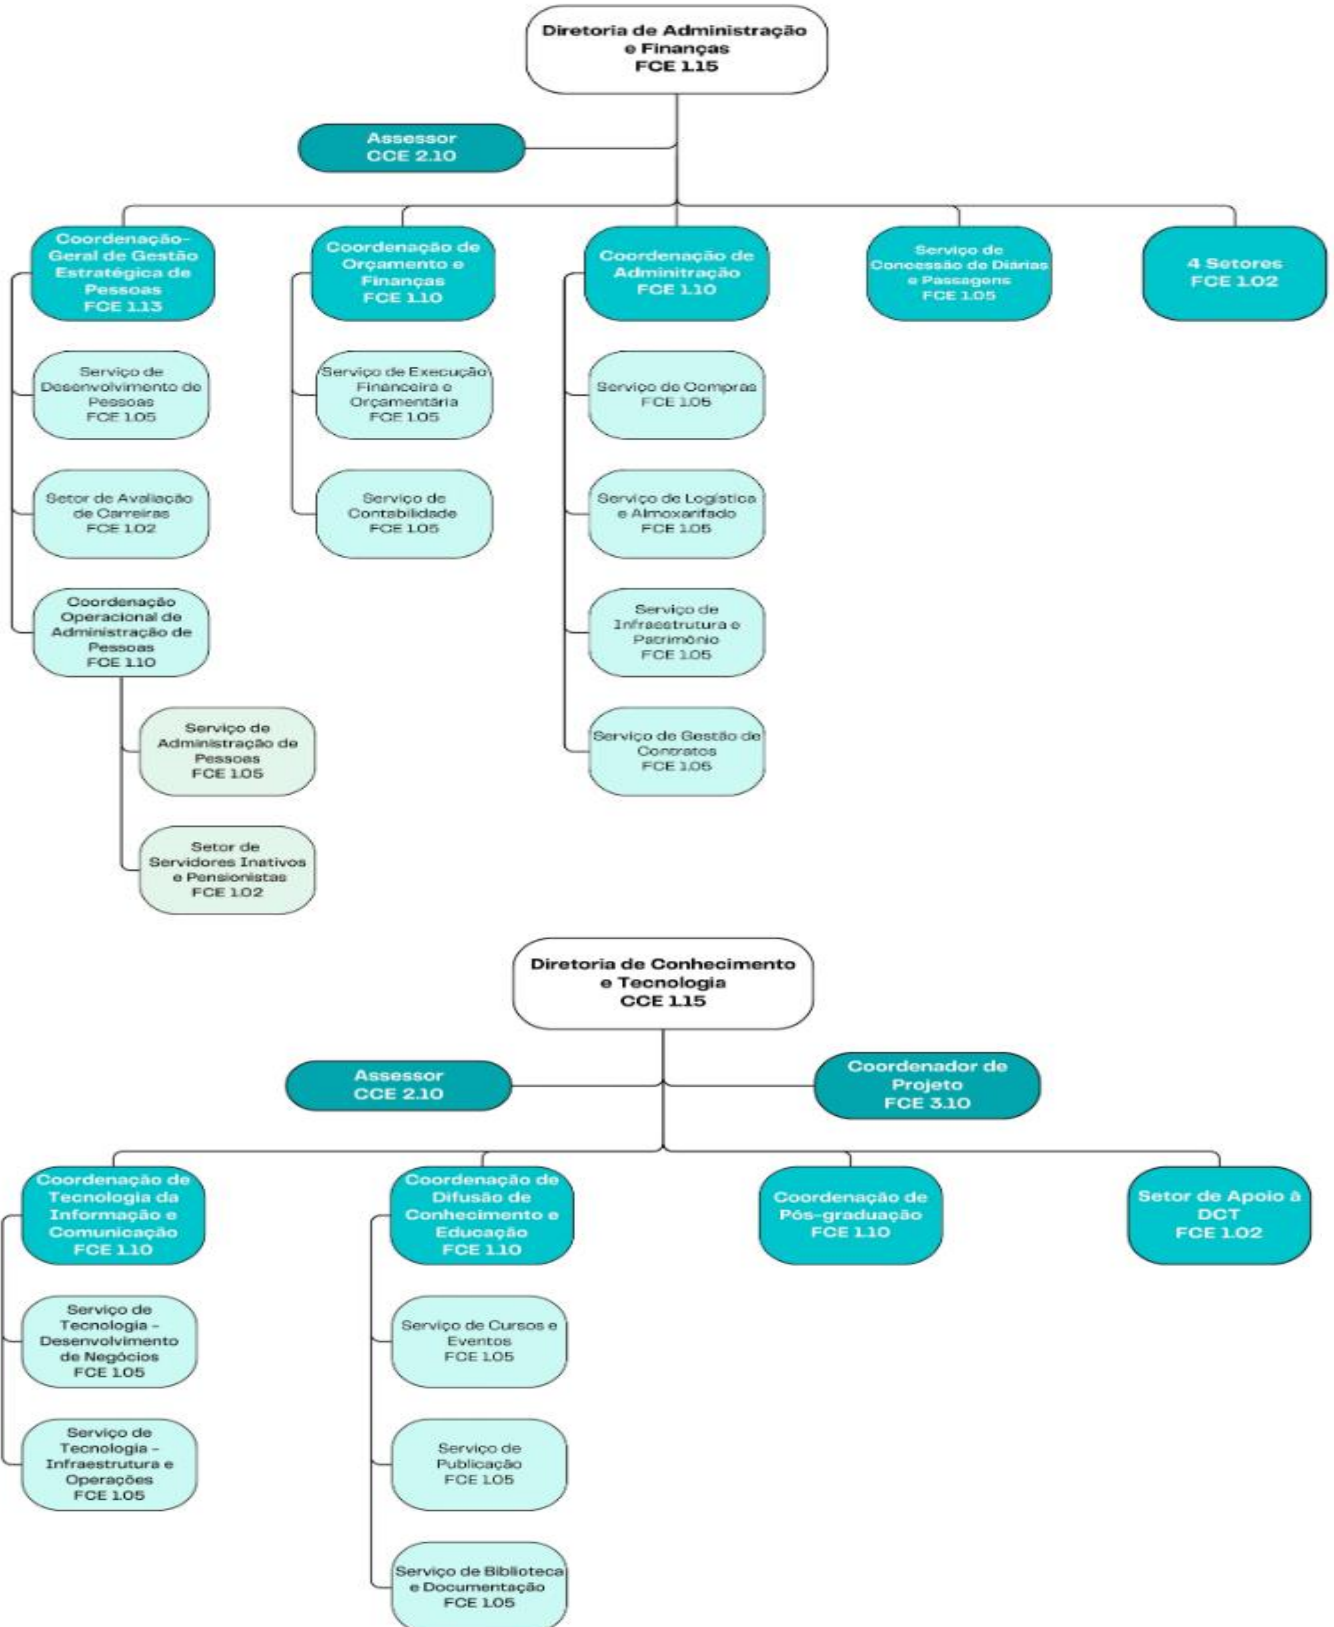 Diretoria de Administração
e Finanças
FCE 1.15
Assessor
CCE 2.10
Coordenação-
Geral de Gestão
Estratégica de
Pessoas
FCE 1.13
Coordenação de
Orçamento e
Finanças
FCE 1.10
Coordenação de
Adminitração
FCE 1.10
Serviço de
Concessão de Diárias
e Passagens
FCE 1.05
4 Setores
FCE 1.02
Serviço de
Desenvolvimento de
Pessoas
FCE 1.05
Serviço de Execução
Financeira e
Orçamentária
FCE 1.05
Serviço de Compras
FCE 1.05
Setor de Avaliação
de Carreiras
FCE 1.02
Serviço de
Contabilidade
FCE 1.05
Serviço de Logística
e Almoxarifado
FCE 1.05
Coordenação
Operacional de
Administração de
Pessoas
FCE 1.10
Serviço de
Infraestrutura e
Patrimônio
FCE 1.05
Serviço de
Administração de
Pessoas
FCE 1.05
Serviço de Gestão de
Contratos
FCE 1.05
Setor de
Servidores Inativos
e Pensionistas
FCE 1.02
Diretoria de Conhecimento
e Tecnologia
CCE 1.15
Assessor
CCE 2.10
Coordenador de
Projeto
FCE 3.10
Coordenação de
Tecnologia da
Informação e
Comunicação
FCE 1.10
Coordenação de
Difusão de
Conhecimento e
Educação
FCE 1.10
Coordenação de
Pós-graduação
FCE 1.10
Setor de Apoio à
DCT
FCE 1.02
Serviço de
Tecnologia -
Desenvolvimento
de Negócios
FCE 1.05
Serviço de Cursos e
Eventos
FCE 1.05
Serviço de
Tecnologia -
Infraestrutura e
Operações
FCE 1.05
Serviço de
Publicação
FCE 1.05
Serviço de Biblioteca
e Documentação
FCE 1.05